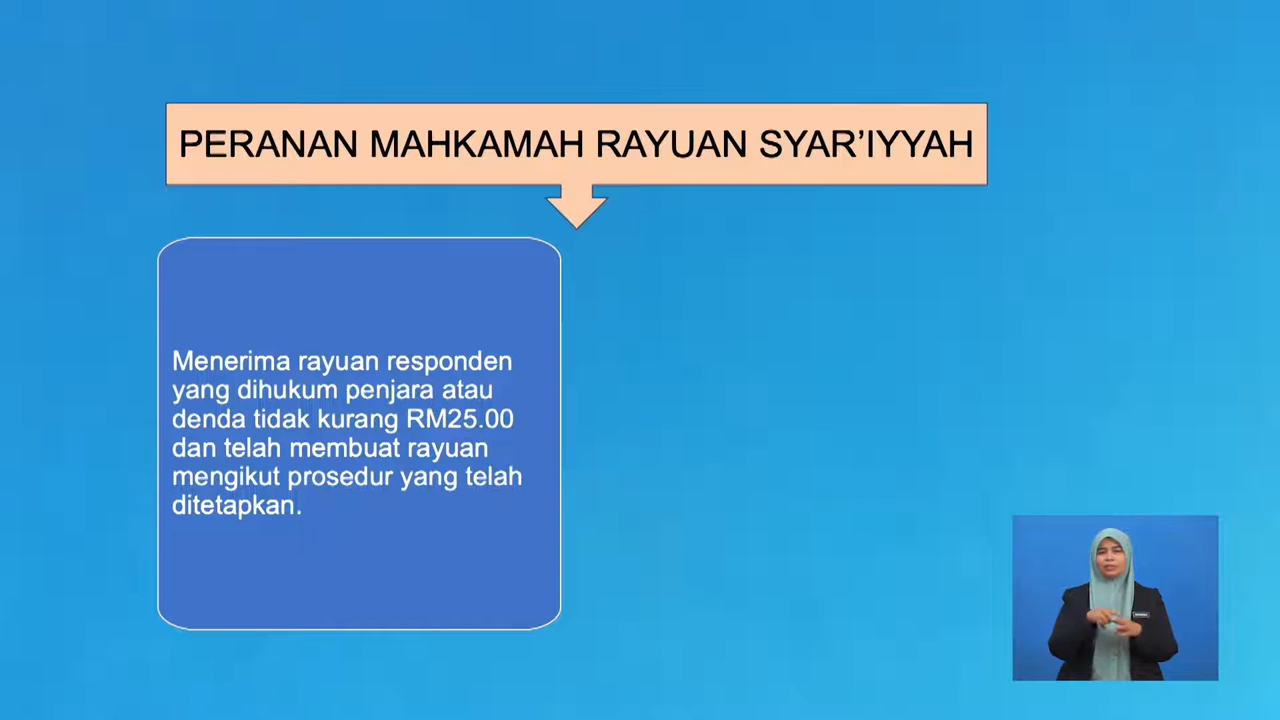 PERANAN MAHKAMAH RAYUAN SYAR’IYYAH
Menerima rayuan responden
yang dihukum penjara atau
denda tidak kurang RM25.00
dan telah membuat rayuan
mengikut prosedur yang telah
ditetapkan.